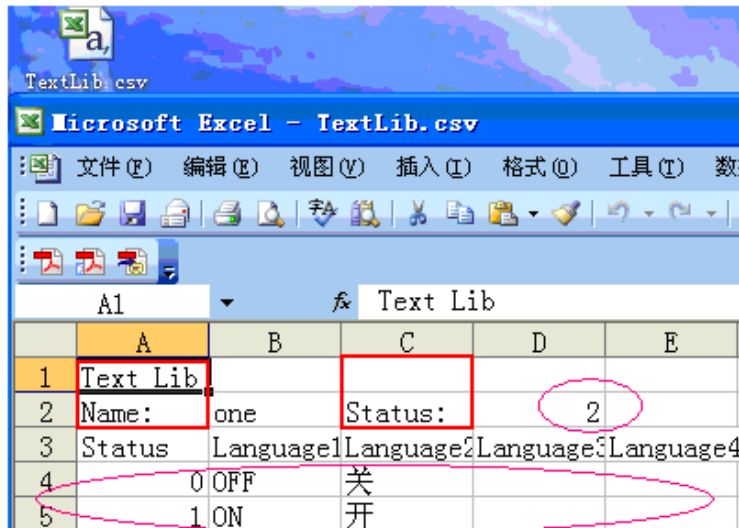 a,
TextLib.csv
Microsoft Excel - TextLib.csv
文件(F) 编辑(E) 视图(V) 插入(I) 格式(O) 工具(T)
A1 fx Text Lib
A B C D E
1 Text Lib
2 Name: one Status: 2
3 Status Language1 Language2 Language3 Language4
4 0 OFF 关
5 1 ON 开